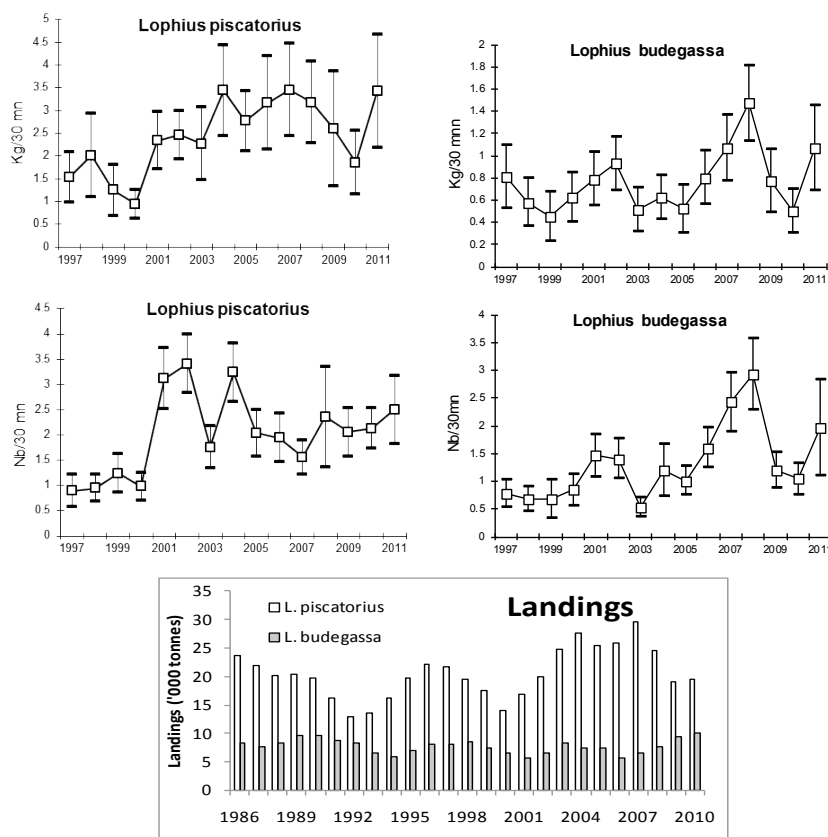 Lophius piscatorius
Kg/30 mn
5
4.5
4
3.5
3
2.5
2
1.5
1
0.5
0
1997 1999 2001 2003 2005 2007 2009 2011
Lophius budegassa
Kg/30 mnn
2
1.8
1.6
1.4
1.2
1
0.8
0.6
0.4
0.2
0
1997 1999 2001 2003 2005 2007 2009 2011
Lophius piscatorius
Nb/30 mn
4.5
4
3.5
3
2.5
2
1.5
1
0.5
0
1997 1999 2001 2003 2005 2007 2009 2011
Lophius budegassa
Nb/30mn
4
3.5
3
2.5
2
1.5
1
0.5
0
1997 1999 2001 2003 2005 2007 2009 2011
Landings
L. piscatorius
L. budegassa
Landings ('000 tonnes)
35
30
25
20
15
10
5
0
1986 1989 1992 1995 1998 2001 2004 2007 2010